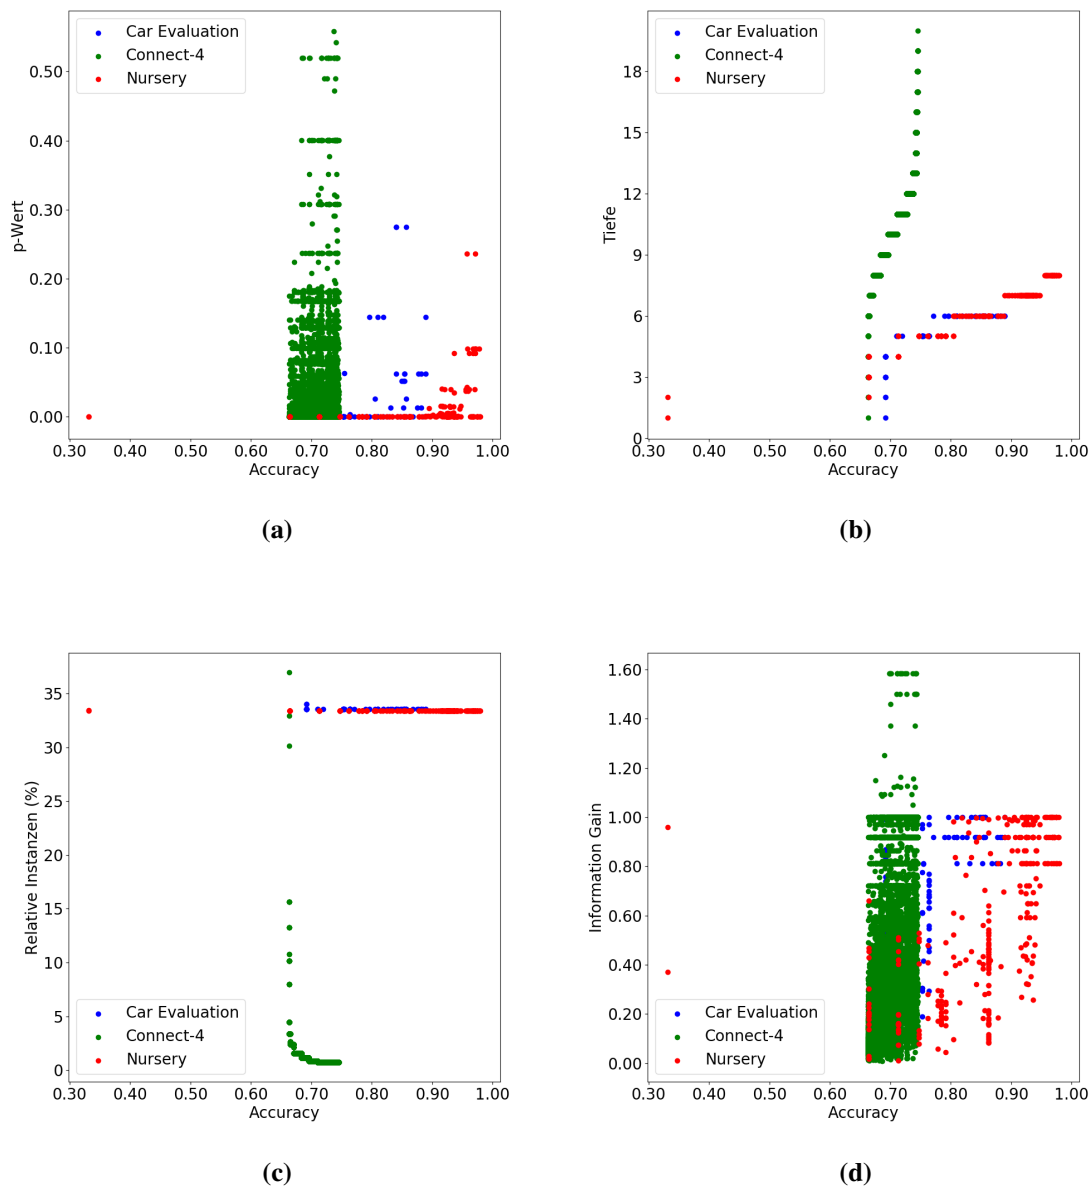 Car Evaluation
Connect-4
Nursery
p-Wert
0.50
0.40
0.30
0.20
0.10
0.00
0.30 0.40 0.50 0.60 0.70 0.80 0.90 1.00
Accuracy
(a)
Car Evaluation
Connect-4
Nursery
Tiefe
18
15
12
9
6
3
0
0.30 0.40 0.50 0.60 0.70 0.80 0.90 1.00
Accuracy
(b)
Relative Instanzen (%)
35
30
25
20
15
10
5
0
Car Evaluation
Connect-4
Nursery
0.30 0.40 0.50 0.60 0.70 0.80 0.90 1.00
Accuracy
(c)
Information Gain
1.60
1.40
1.20
1.00
0.80
0.60
0.40
0.20
0.00
Car Evaluation
Connect-4
Nursery
0.30 0.40 0.50 0.60 0.70 0.80 0.90 1.00
Accuracy
(d)